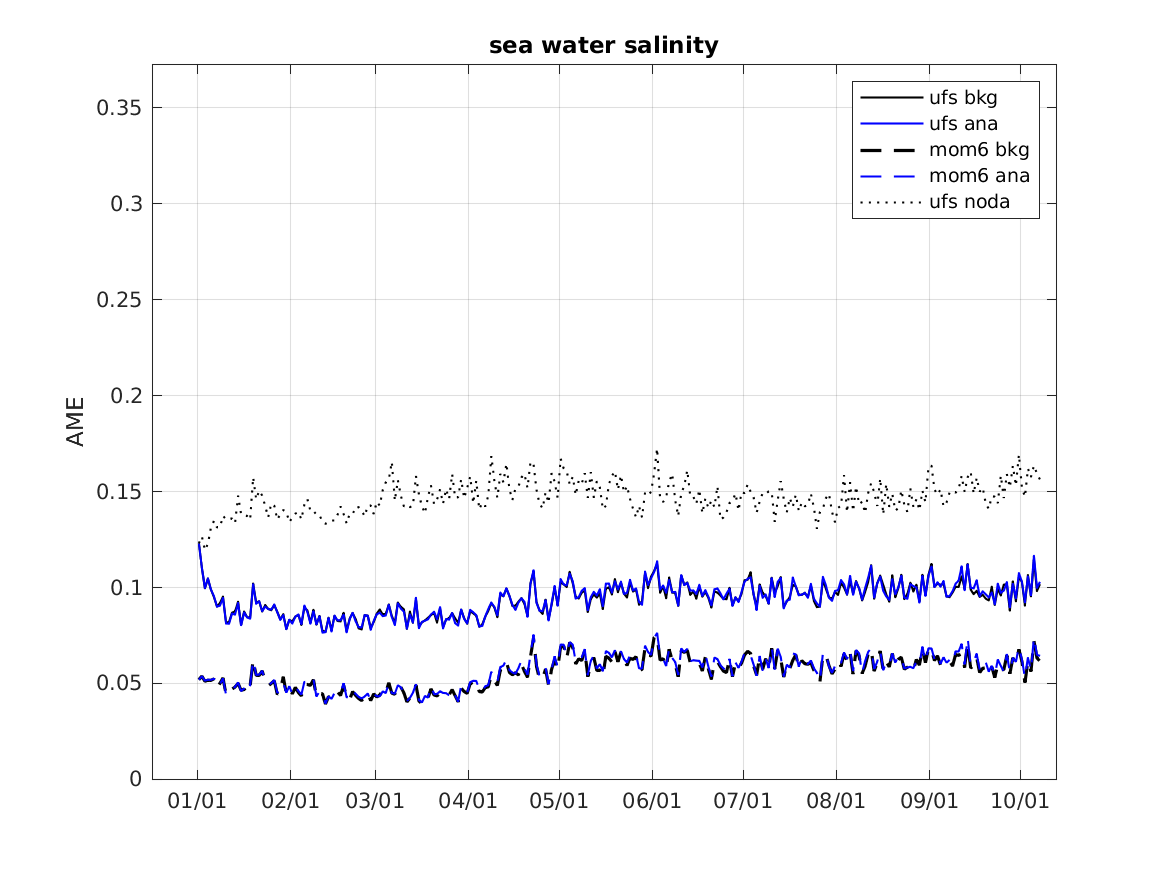 sea water salinity
ufs bkg
ufs ana
mom6 bkg
mom6 ana
ufs noda
AME
0.35
0.3
0.25
0.2
0.15
0.1
0.05
0
01/01 02/01 03/01 04/01 05/01 06/01 07/01 08/01 09/01 10/01